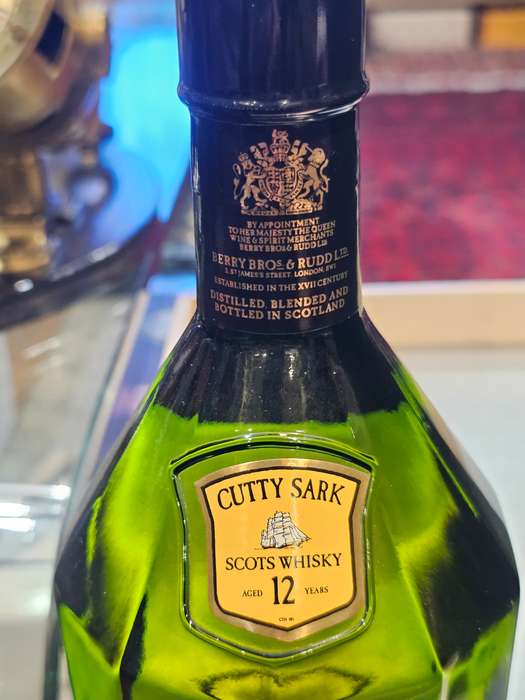 BY APPOINTMENT
TO HER MAJESTY THE QUEEN
WINE & SPIRIT MERCHANTS
BERRY BROS & RUDD LTD
BERRY BROS. & RUDD LTD.
3, ST JAMES'S STREET, LONDON, SW1
ESTABLISHED IN THE XVII CENTURY
DISTILLED, BLENDED AND
BOTTLED IN SCOTLAND
CUTTY SARK
SCOTS WHISKY
AGED 12 YEARS